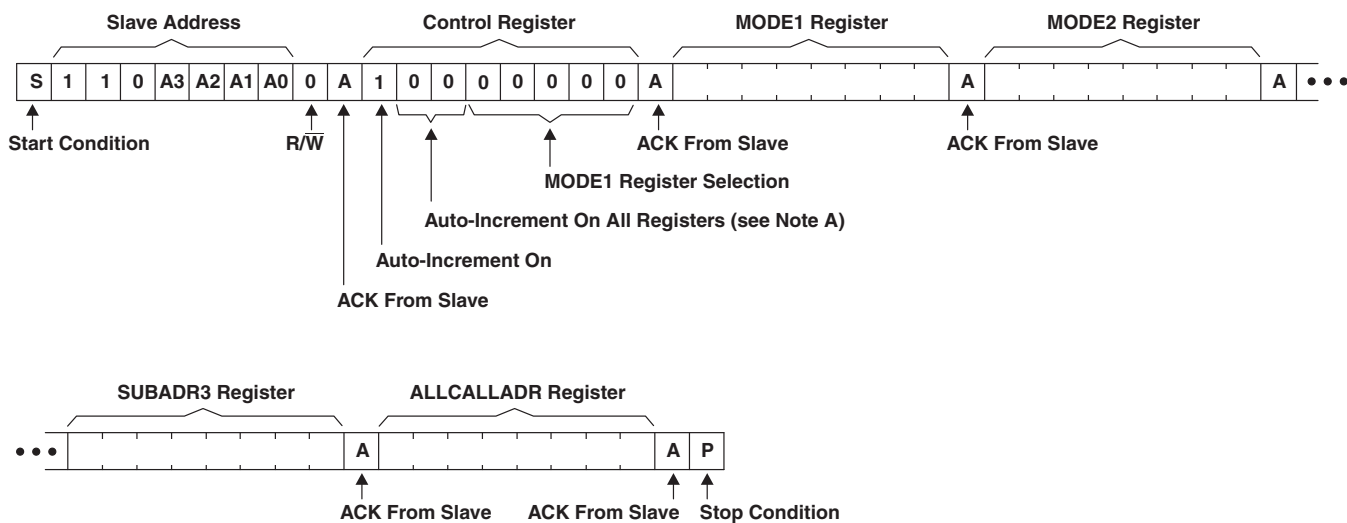 Slave Address Control Register MODE1 Register MODE2 Register
S 1 1 0 A3 A2 A1 A0 0 A 1 0 0 0 0 0 0 0 A A A •••
Start Condition R/W̅ ACK From Slave ACK From Slave
MODE1 Register Selection
Auto-Increment On All Registers (see Note A)
Auto-Increment On
ACK From Slave
SUBADR3 Register ALLCALLADR Register
••• A A P
ACK From Slave ACK From Slave Stop Condition